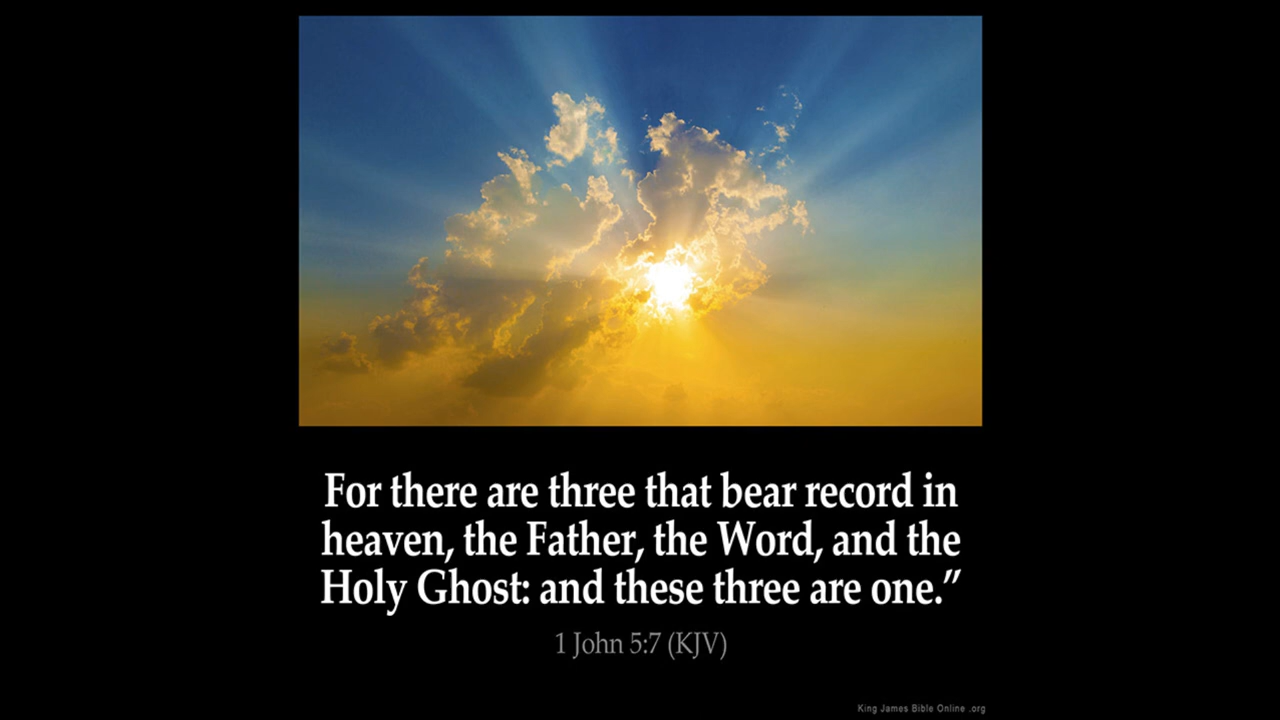 For there are three that bear record in
heaven, the Father, the Word, and the
Holy Ghost: and these three are one.”
1 John 5:7 (KJV)
King James Bible Online .org